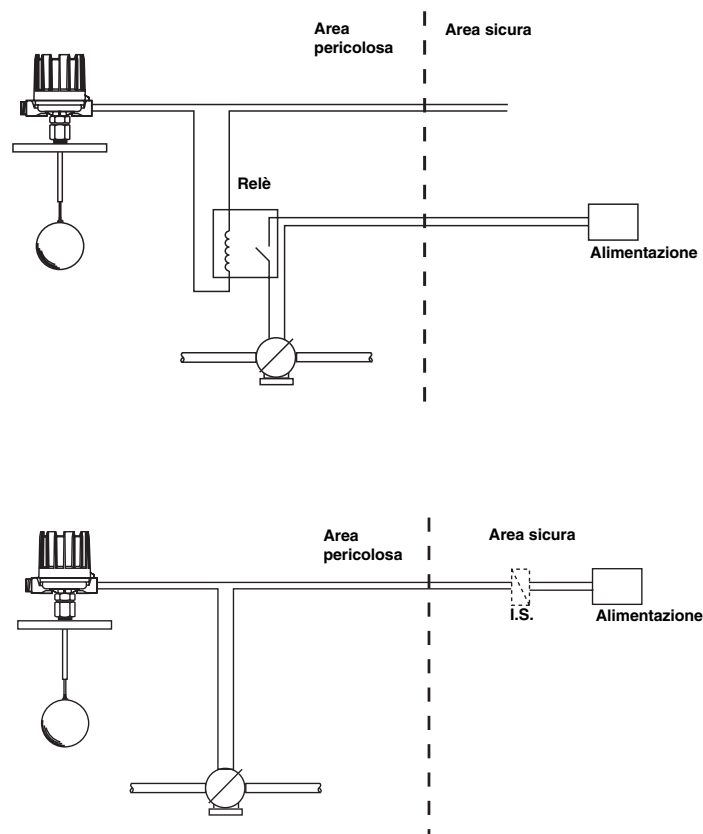 Area
pericolosa
Area sicura
Relè
Alimentazione
Area
pericolosa
Area sicura
I.S.
Alimentazione